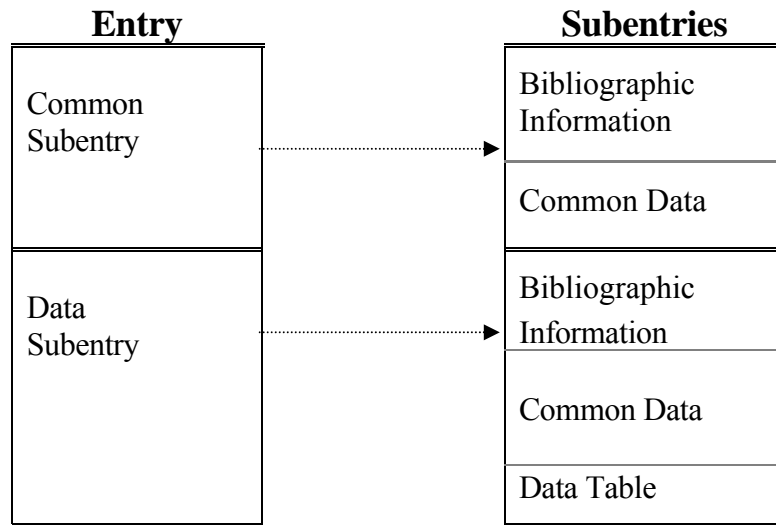 Entry
Subentries
Common
Subentry
Bibliographic
Information
Common Data
Data
Subentry
Bibliographic
Information
Common Data
Data Table